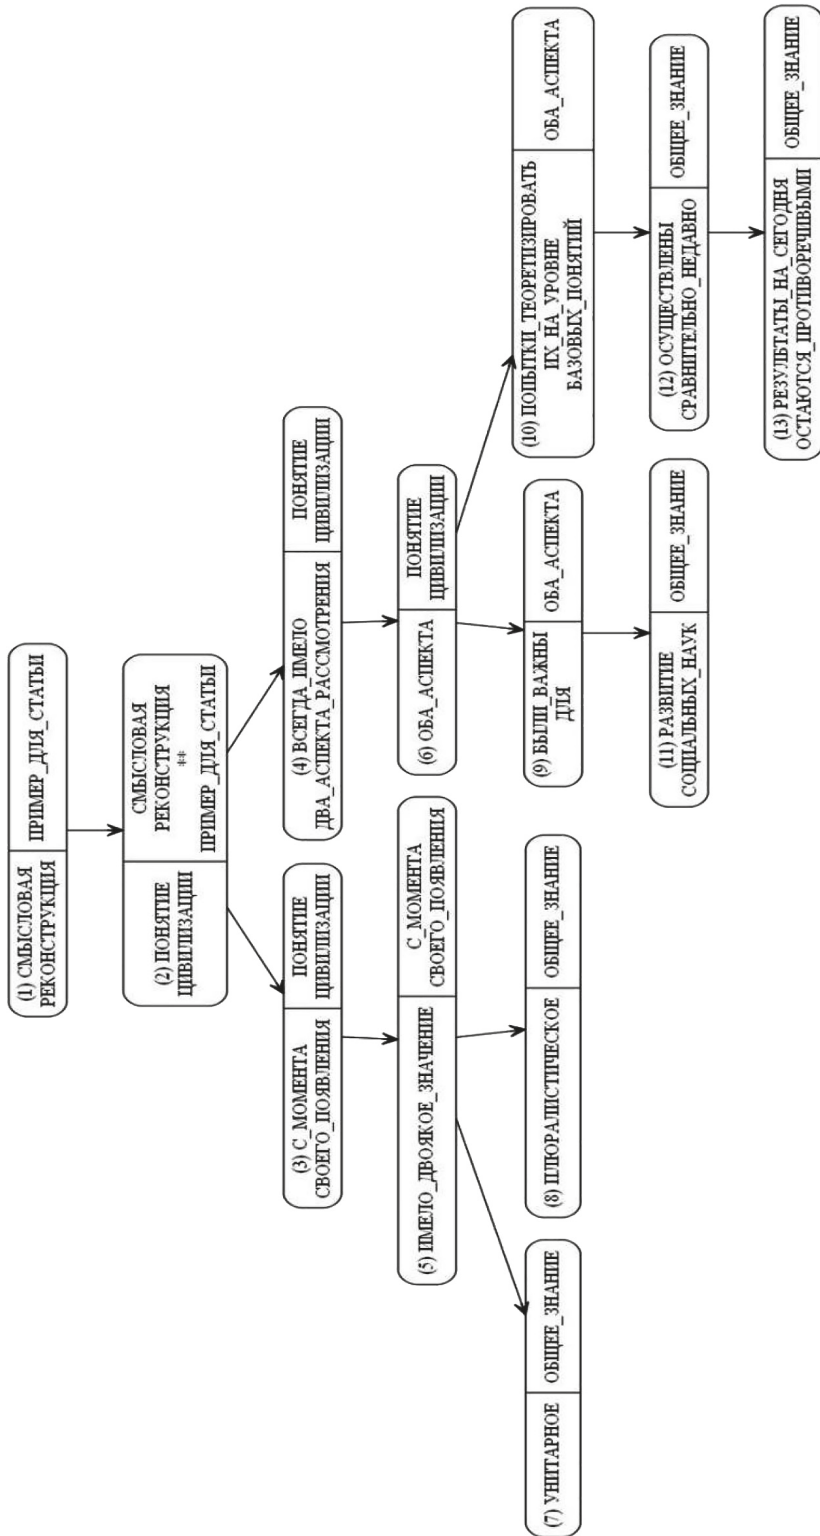 (1) СМЫСЛОВАЯ
РЕКОНСТРУКЦИЯ
ПРИМЕР_ДЛЯ_СТАТЬИ
(2) ПОНЯТИЕ
ЦИВИЛИЗАЦИИ
СМЫСЛОВАЯ
РЕКОНСТРУКЦИЯ
**
ПРИМЕР_ДЛЯ_СТАТЬИ
(3) С_МОМЕНТА
СВОЕГО_ПОЯВЛЕНИЯ
ПОНЯТИЕ
ЦИВИЛИЗАЦИИ
(4) ВСЕГДА_ИМЕЛО
ДВА_АСПЕКТА_РАССМОТРЕНИЯ
ПОНЯТИЕ
ЦИВИЛИЗАЦИИ
(5) ИМЕЛО_ДВОЯКОЕ_ЗНАЧЕНИЕ
С_МОМЕНТА
СВОЕГО_ПОЯВЛЕНИЯ
(6) ОБА_АСПЕКТА
ПОНЯТИЕ
ЦИВИЛИЗАЦИИ
(7) УНИТАРНОЕ
ОБЩЕЕ_ЗНАНИЕ
(8) ПЛЮРАЛИСТИЧЕСКОЕ
ОБЩЕЕ_ЗНАНИЕ
(9) БЫЛИ_ВАЖНЫ
ДЛЯ
ОБА_АСПЕКТА
(10) ПОПЫТКИ_ТЕОРЕТИЗИРОВАТЬ
ИХ_НА_УРОВНЕ
БАЗОВЫХ_ПОНЯТИЙ
ОБА_АСПЕКТА
(11) РАЗВИТИЕ
СОЦИАЛЬНЫХ_НАУК
ОБЩЕЕ_ЗНАНИЕ
(12) ОСУЩЕСТВЛЕНЫ
СРАВНИТЕЛЬНО_НЕДАВНО
ОБЩЕЕ_ЗНАНИЕ
(13) РЕЗУЛЬТАТЫ_НА_СЕГОДНЯ
ОСТАЮТСЯ_ПРОТИВОРЕЧИВЫМИ
ОБЩЕЕ_ЗНАНИЕ